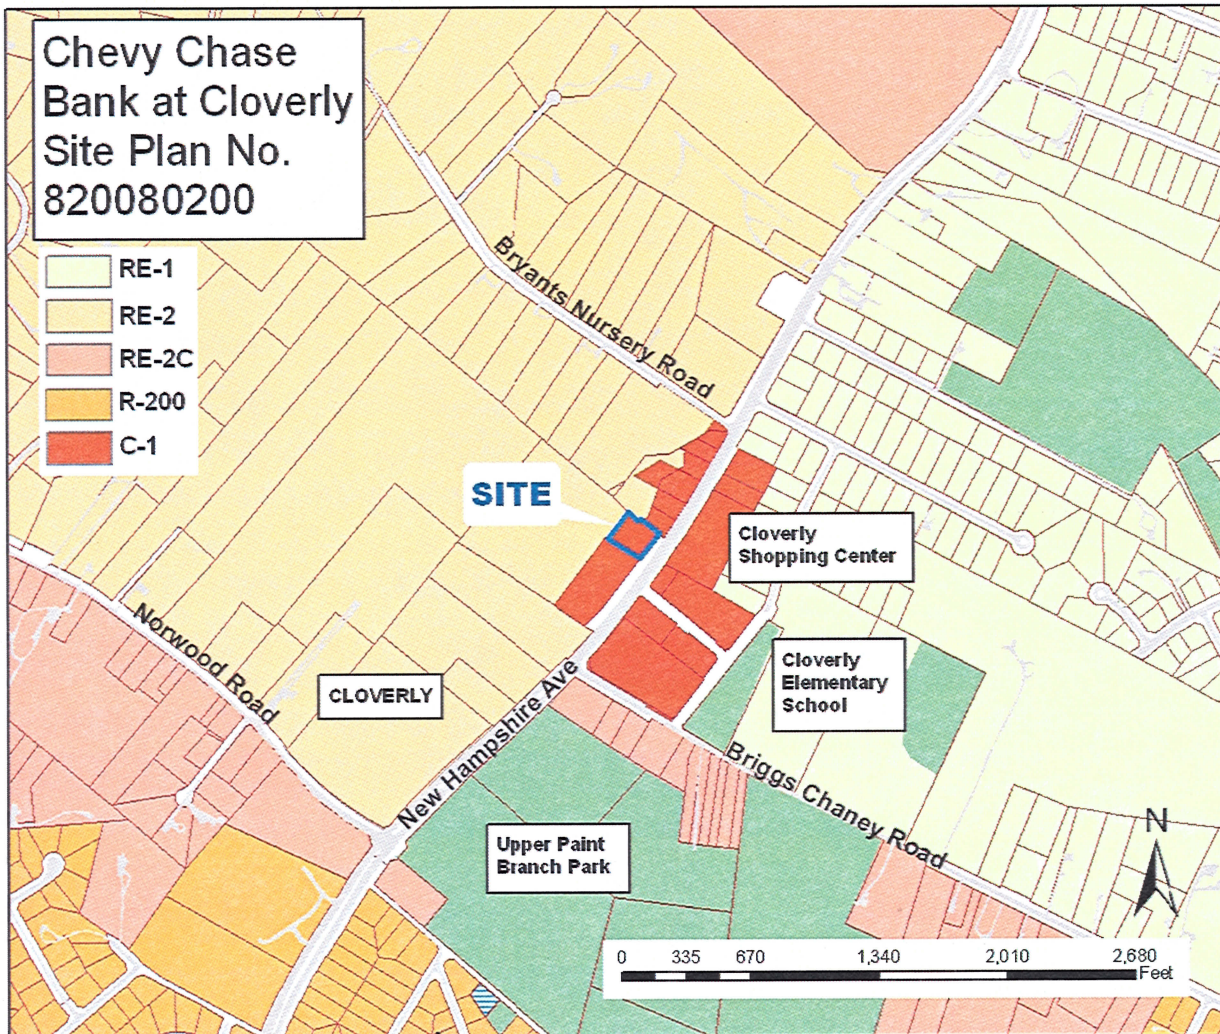 Chevy Chase
Bank at Cloverly
Site Plan No.
820080200
RE-1
RE-2
RE-2C
R-200
C-1
Bryants Nursery Road
SITE
Cloverly
Shopping Center
Norwood Road
CLOVERLY
New Hampshire Ave
Cloverly
Elementary
School
Briggs Chaney Road
Upper Paint
Branch Park
N
0 335 670 1,340 2,010 2,680
Feet